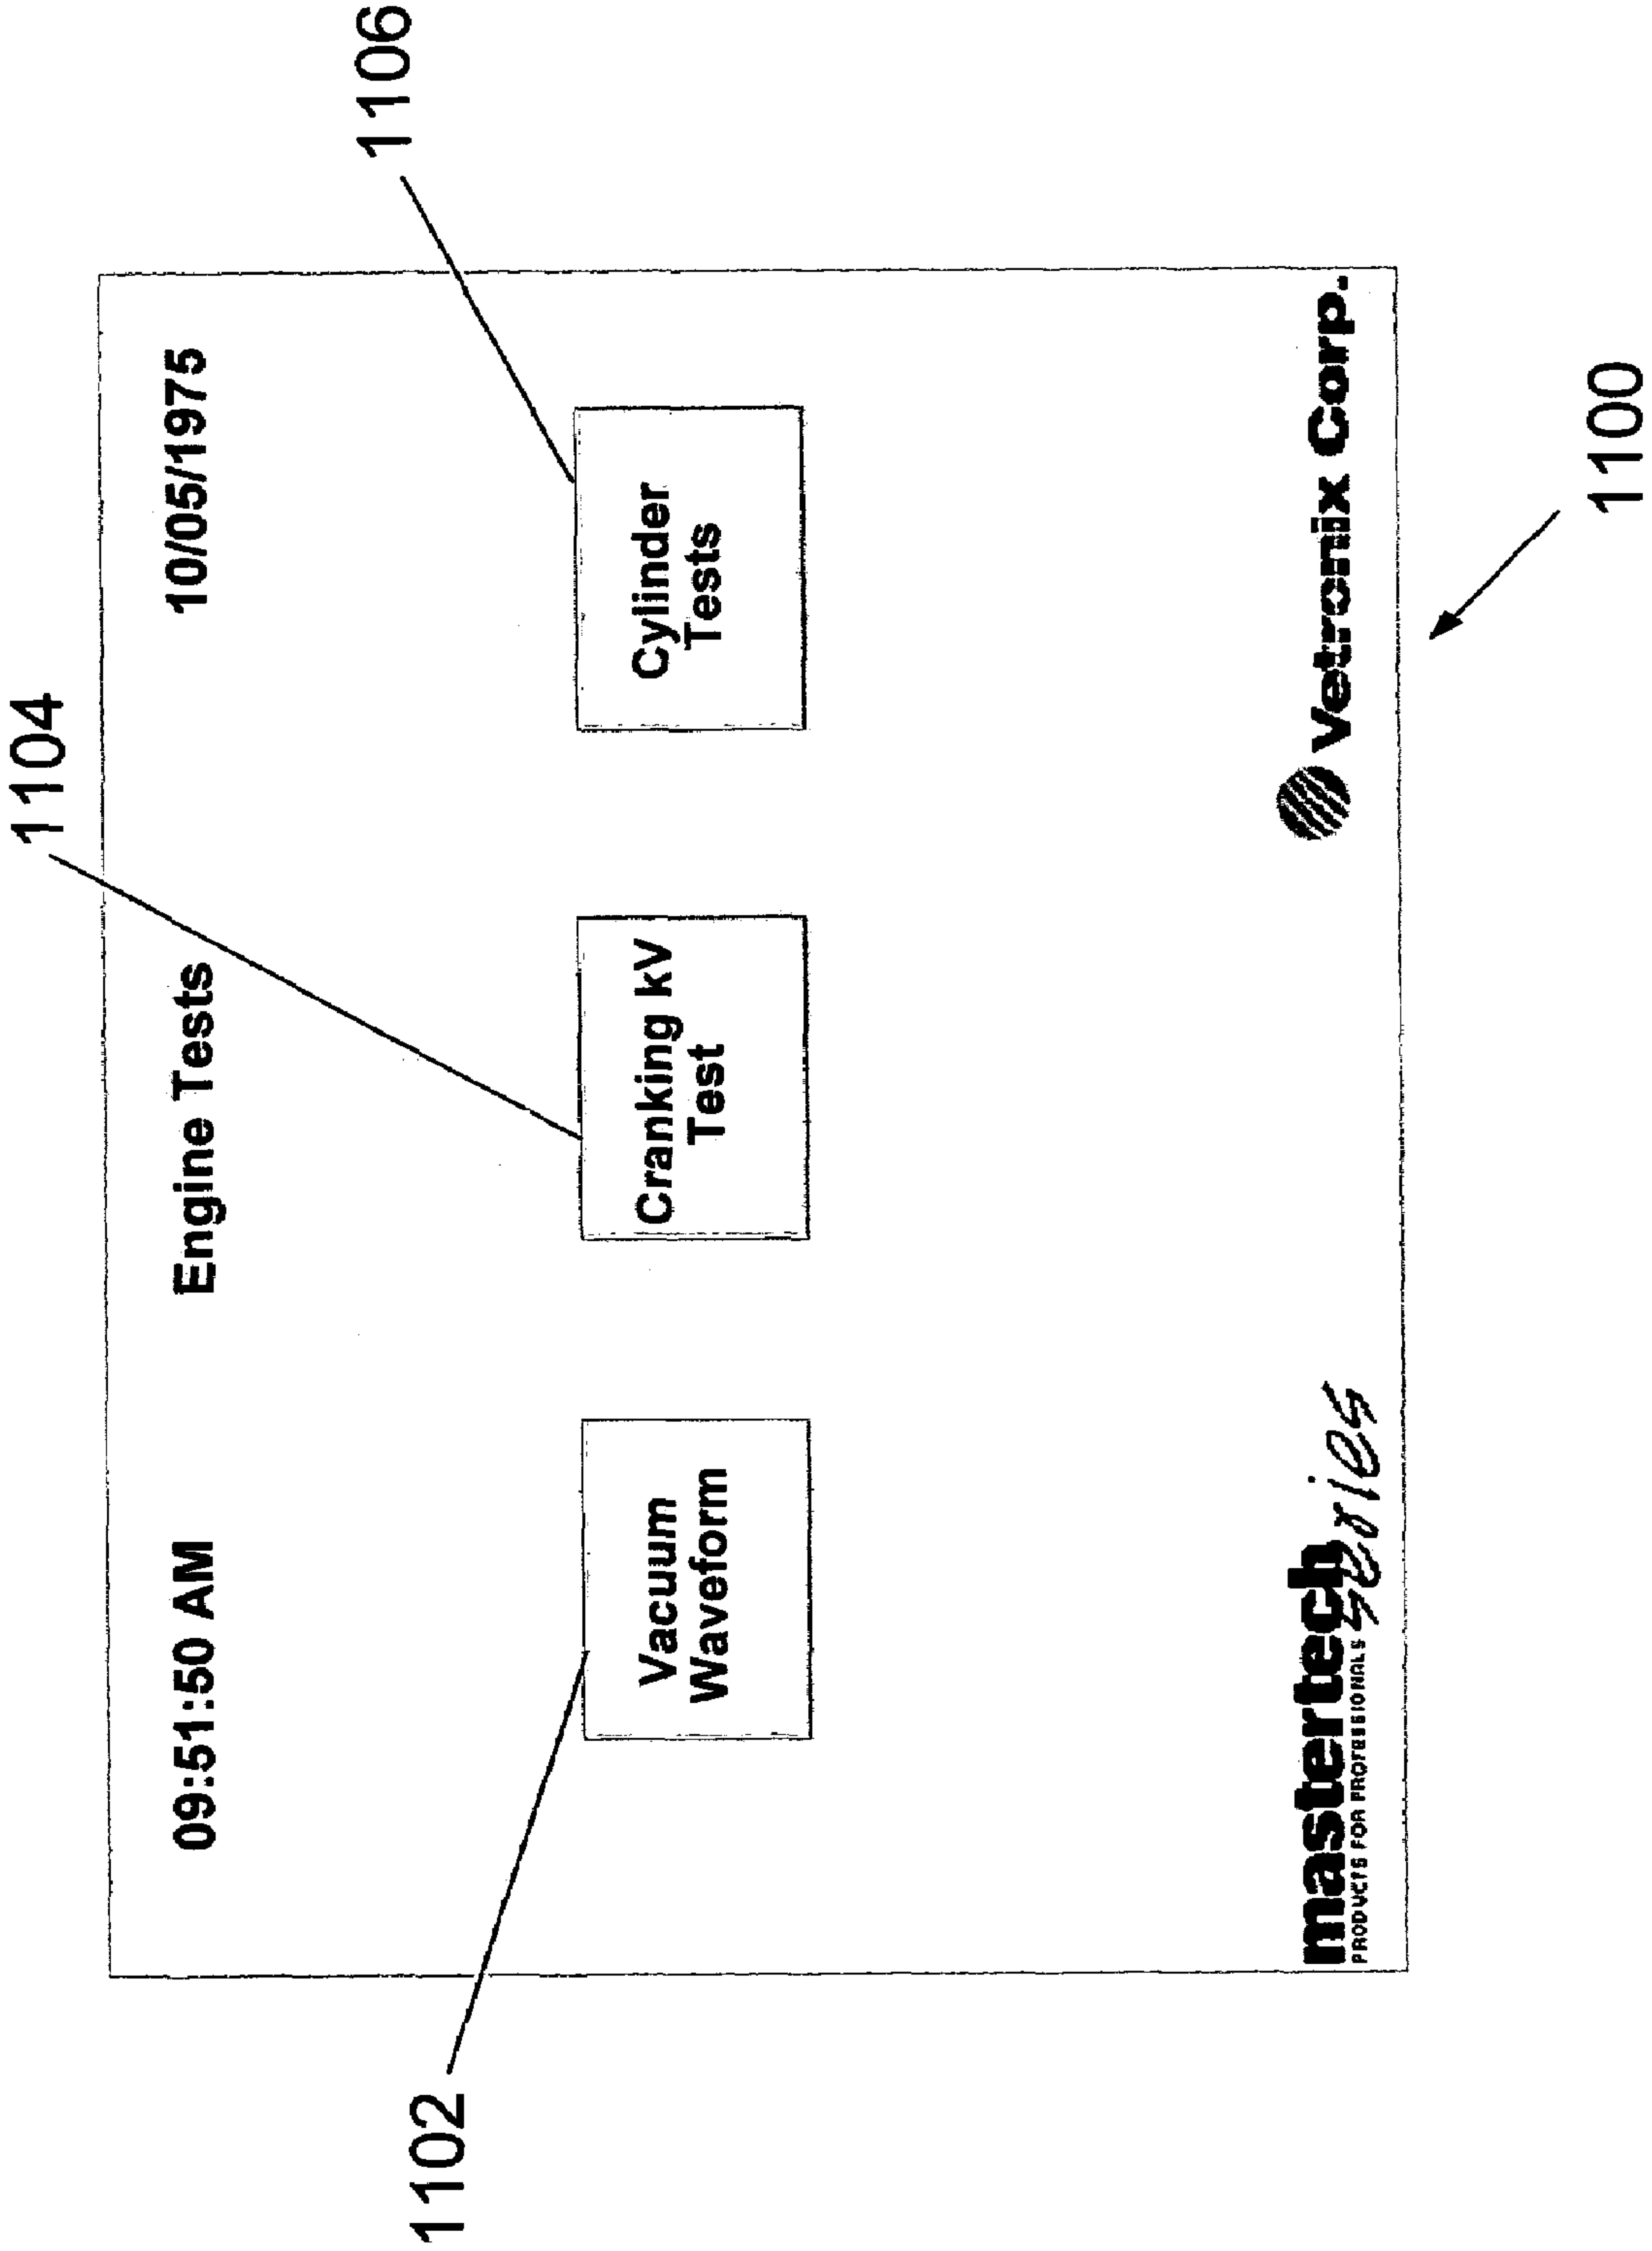 1104
1106
1102
09:51:50 AM
Engine Tests
10/05/1975
Vacuum
Waveform
Cranking kV
Test
Cylinder
Tests
mastertech
series
PRODUCTS FOR PROFESSIONALS
Vetronix Corp.
1100